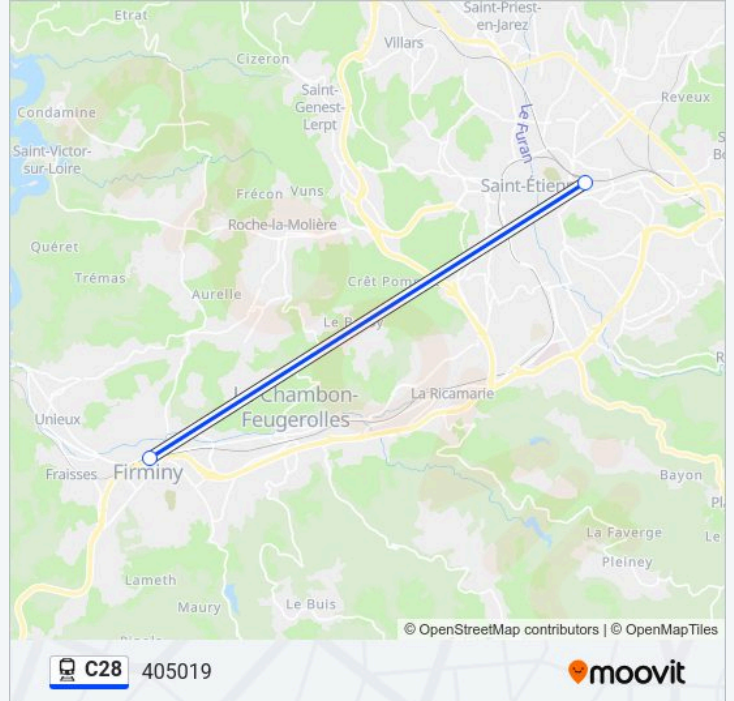 Etrat
Saint-Priest-
en-Jarez
Villars
Cizeron
Saint-
Genest-
Lerpt
Reveux
Condamine
Le Furan
Saint-Victor-
sur-Loire
Saint-Étien
Frécon Vuns
Roche-la-Molière
Quéret
Trémas
Crêt Pom
Aurelle
Le B
Chambon-
Feugerolles
La Ricamarie
Unieux
Fraisses
Firminy
Bayon
La Faverge
Pleiney
Le
Lameth
Maury
Le Buis
© OpenStreetMap contributors | © OpenMapTiles
C28 405019
moovit